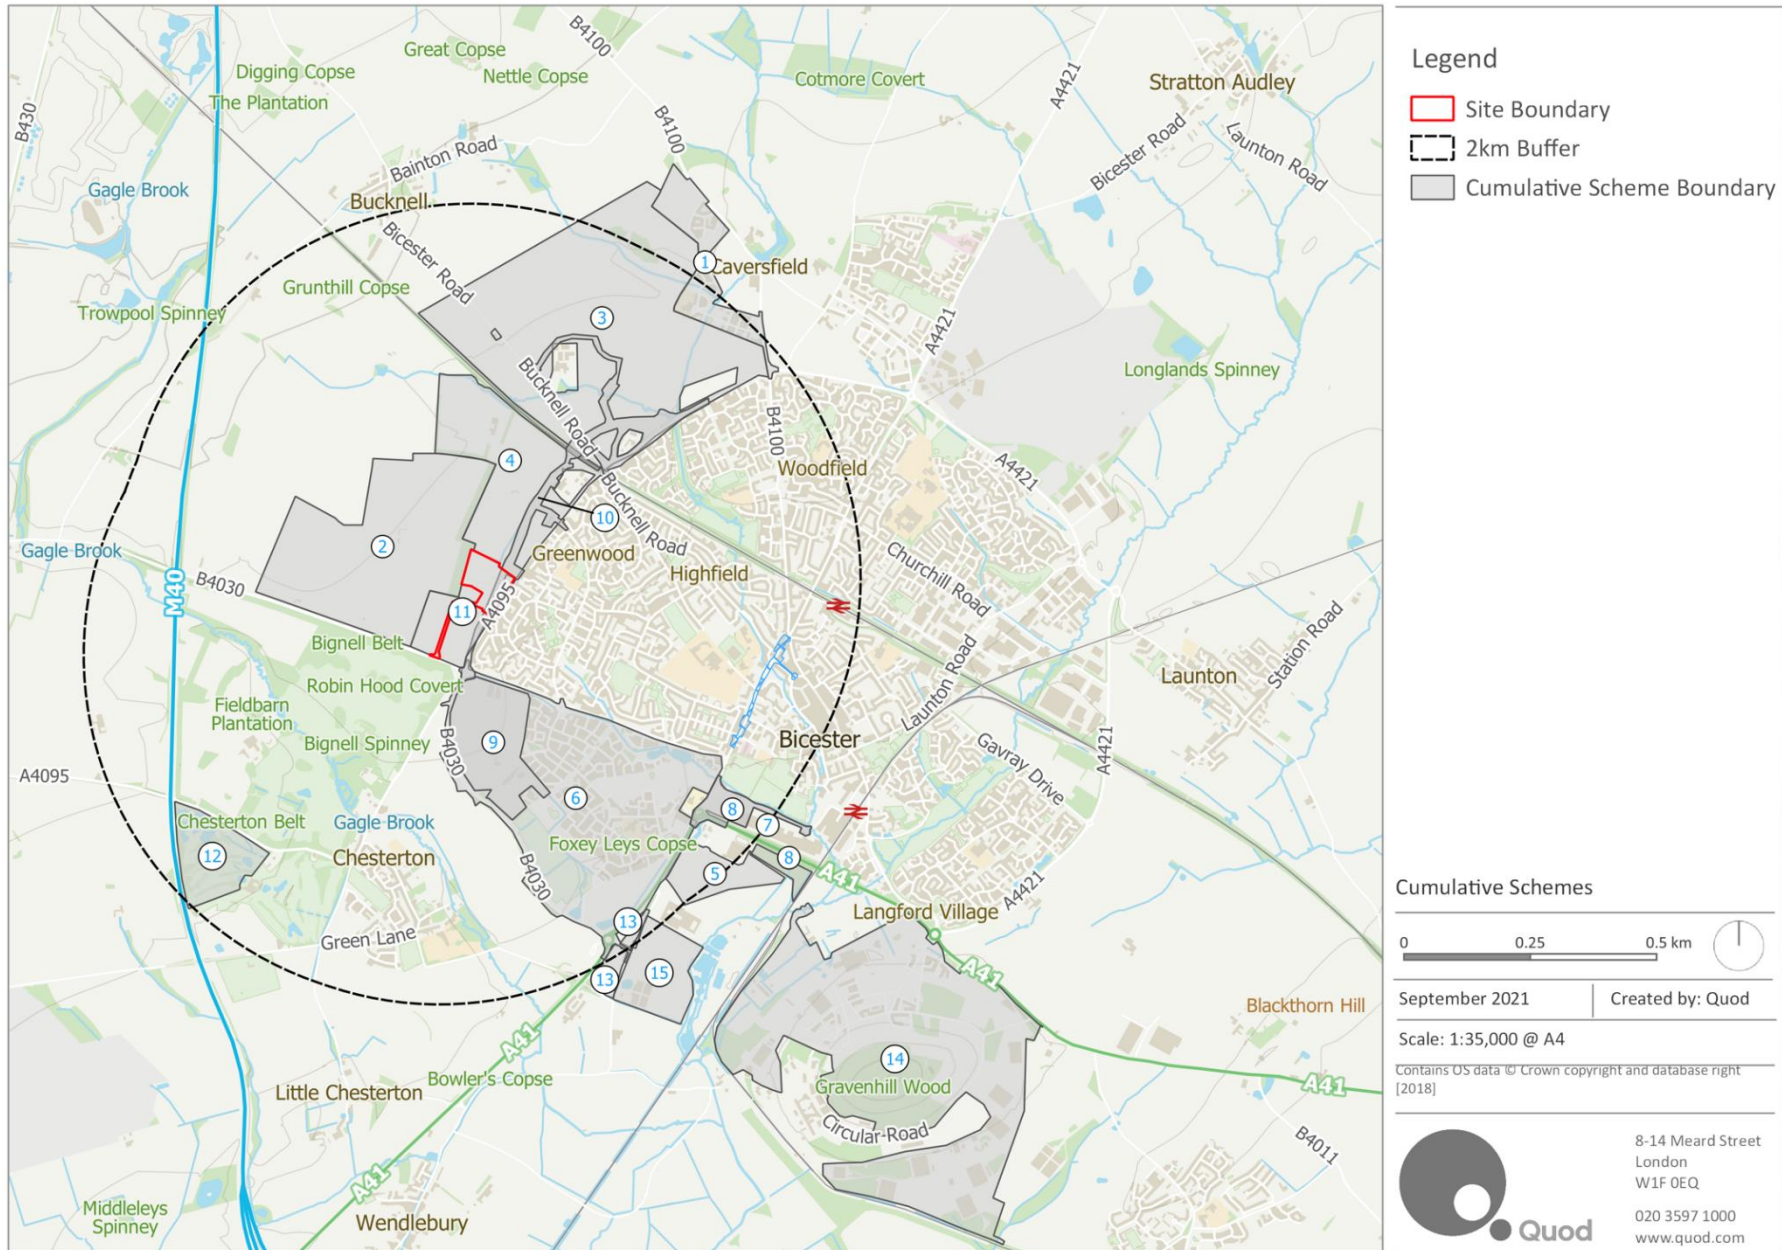 B4100
Great Copse
Nettle Copse
Digging Copse
The Plantation
Cotmore Covert
A4421
Stratton Audley
B430
B4100
Bainton Road
Bicester Road
Launton Road
Gagle Brook
Bucknell
Bicester Road
1
Caversfield
Grunthill Copse
Trowpool Spinney
3
A4421
Longlands Spinney
Bucknell Road
B4100
4
Woodfield
A4421
Bucknell Road
10
2
Greenwood
Gagle Brook
B4030
M40
Highfield
Churchill Road
11
A4095
Bignell Belt
Station Road
Launton
Robin Hood Covert
Launton Road
Fieldbarn
Plantation
Bignell Spinney
9
B4030
Bicester
Gavray Drive
A4421
A4095
6
8
7
Chesterton Belt
Gagle Brook
Foxey Leys Copse
12
Chesterton
8
5
A41
B4030
A4421
Langford Village
13
Green Lane
13
15
A41
Blackthorn Hill
A41
14
Gravenhill Wood
Bowler's Copse
Little Chesterton
A41
Circular Road
B4011
A41
Middleleys
Spinney
Wendlebury
Legend
Site Boundary
2km Buffer
Cumulative Scheme Boundary
Cumulative Schemes
0 0.25 0.5 km
September 2021
Created by: Quod
Scale: 1:35,000 @ A4
Contains OS data © Crown copyright and database right
[2018]
8-14 Meard Street
London
W1F 0EQ
020 3597 1000
www.quod.com
Quod